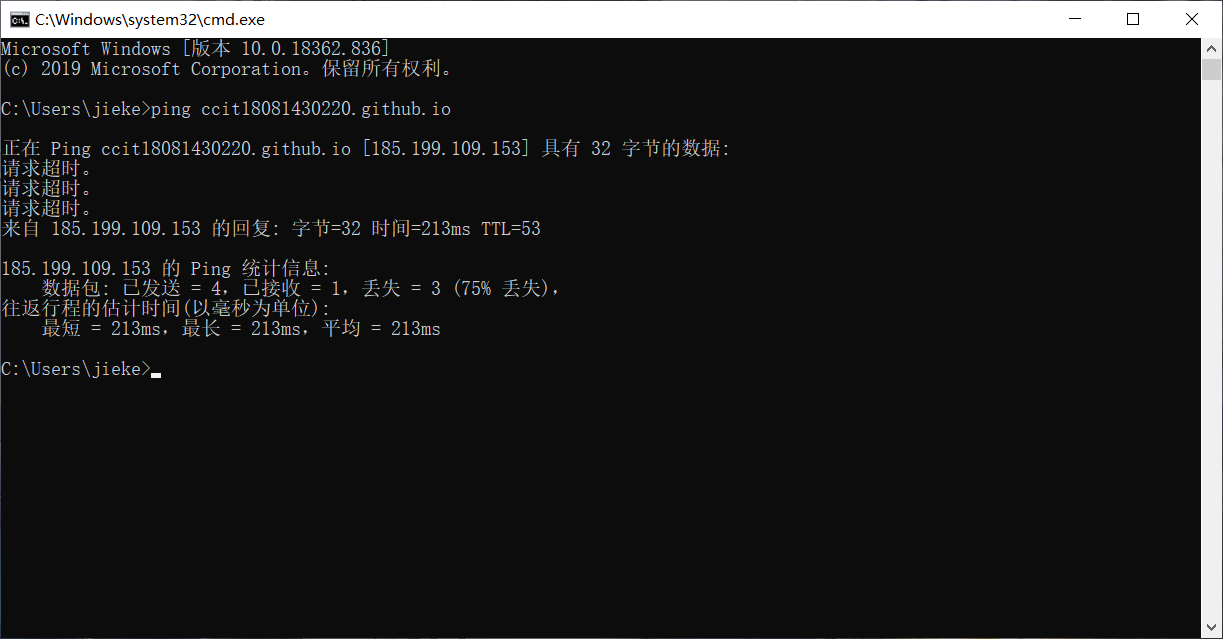 C:\Windows\system32\cmd.exe
Microsoft Windows [版本 10.0.18362.836]
(c) 2019 Microsoft Corporation。保留所有权利。
C:\Users\jieke>ping ccit18081430220.github.io
正在 Ping ccit18081430220.github.io [185.199.109.153] 具有 32 字节的数据:
请求超时。
请求超时。
请求超时。
来自 185.199.109.153 的回复: 字节=32 时间=213ms TTL=53
185.199.109.153 的 Ping 统计信息:
    数据包: 已发送 = 4，已接收 = 1，丢失 = 3 (75% 丢失)，
往返行程的估计时间(以毫秒为单位):
    最短 = 213ms，最长 = 213ms，平均 = 213ms
C:\Users\jieke>